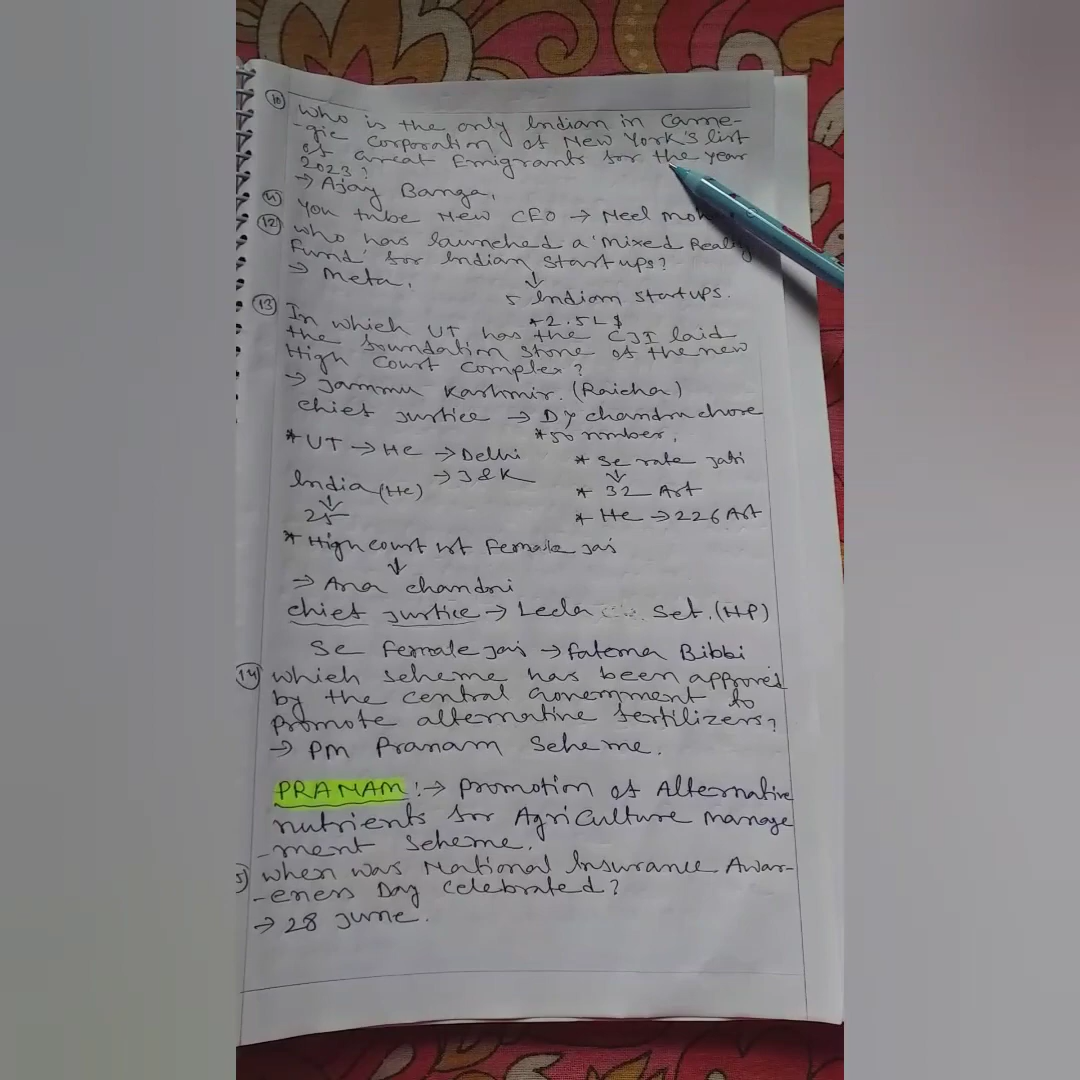 10 Who is the only Indian in Carne-
-gie Corporation of New York's list
of Great Emigrants for the year
2023?
→ Ajay Banga.
11 You tube New CEO → Neel
12 who has launched a 'Mixed Reality
Fund' for Indian Startups?
→ Meta.
↓
5 Indian startups.
*2.5L $
13 In which UT has the CJI laid
the foundation stone of the new
High Court Complex?
→ Jammu Kashmir. (Raicha)
chief justice → Dy chandra chore
*50 number.
*UT → Hc → Delhi
→ J&K
* Sc rate jati
↓
* 32 Art
* Hc → 226 Art
India (Hc)
↓
25
* High court ist female jas
↓
→ Ana chandni
chief justice → Leela Set. (HP)
Sc female jas → fatema Bibbi
14 which scheme has been approved
by the central Government to
promote alternative fertilizers?
→ PM Pranam Scheme.
PRANAM :→ promotion of Alternative
nutrients for Agriculture manage
-ment Scheme.
5) when was National Insurance Awar-
-eness Day celebrated?
→ 28 june.